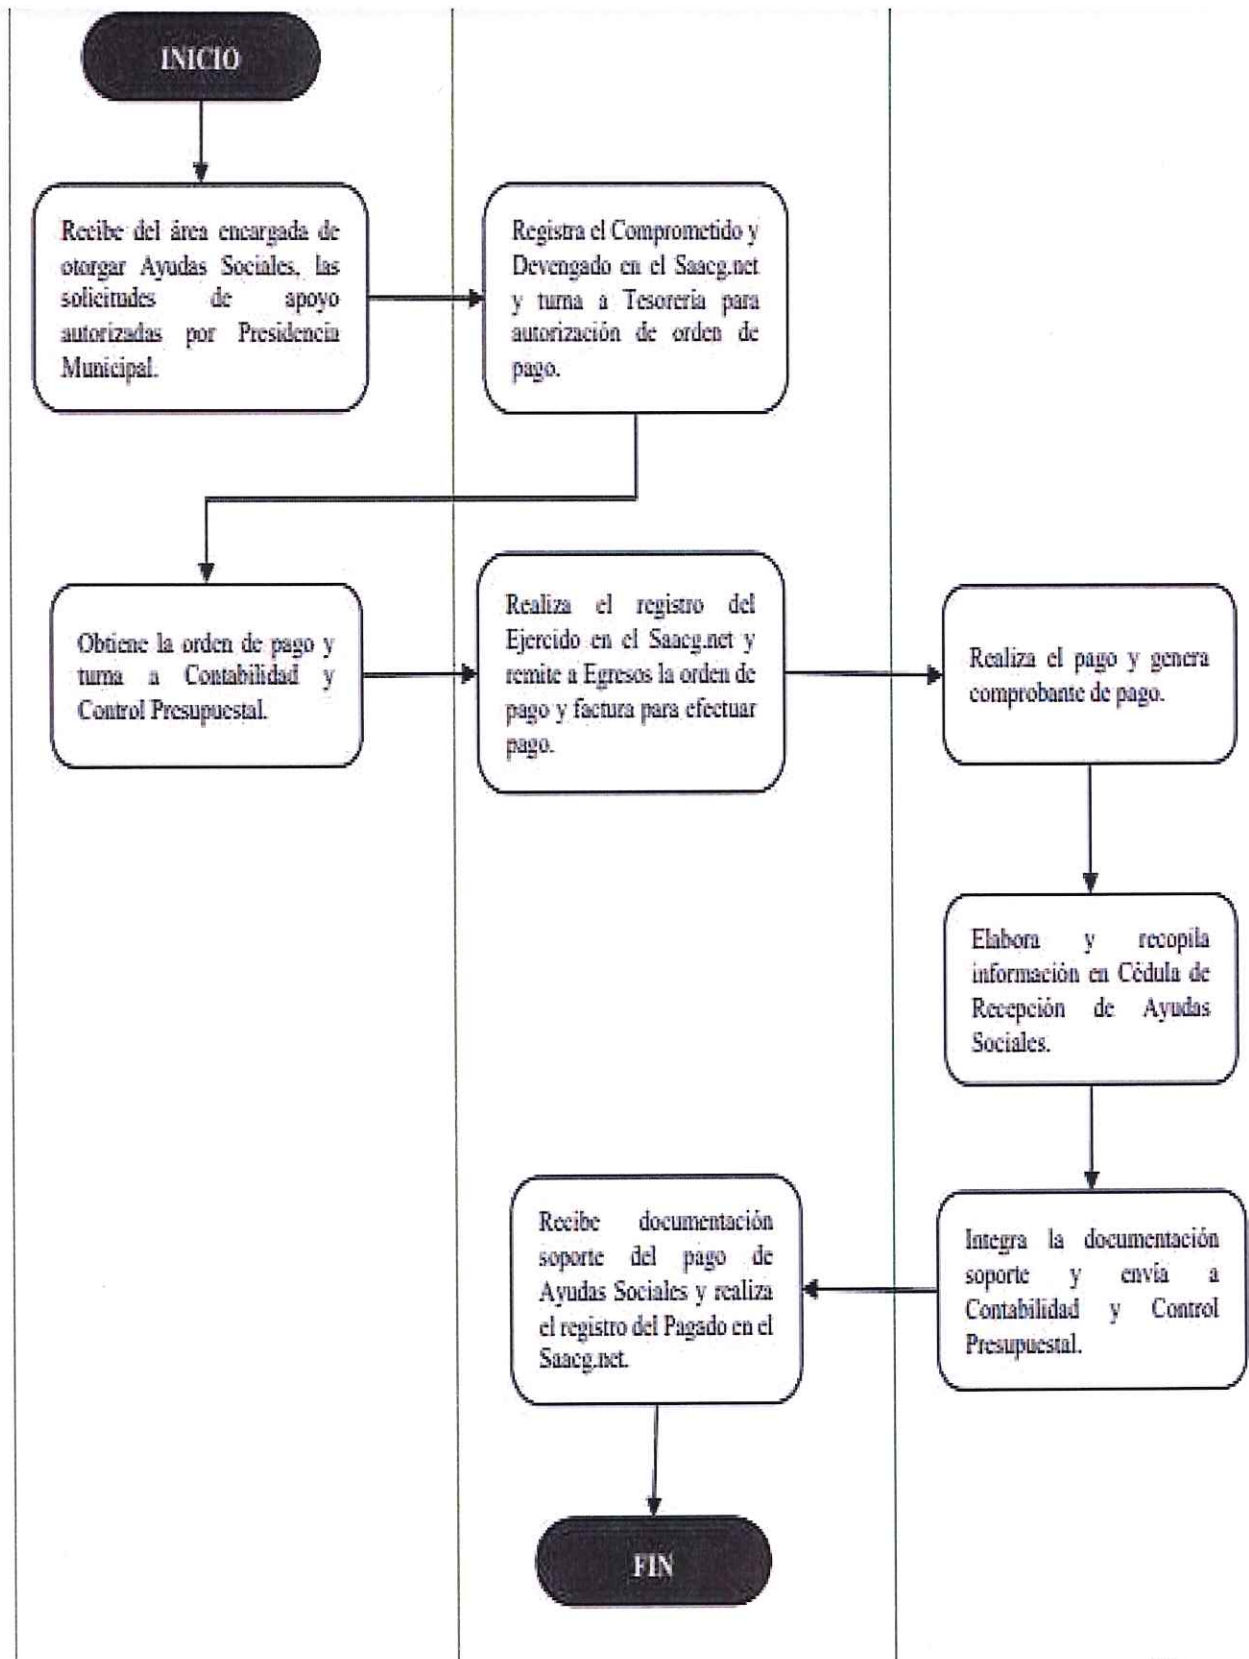 INICIO
Recibe del área encargada de
otorgar Ayudas Sociales, las
solicitudes de apoyo
autorizadas por Presidencia
Municipal.
Registra el Comprometido y
Devengado en el Saacg.net
y turna a Tesorería para
autorización de orden de
pago.
Obtiene la orden de pago y
turna a Contabilidad y
Control Presupuestal.
Realiza el registro del
Ejercido en el Saacg.net y
remite a Egresos la orden de
pago y factura para efectuar
pago.
Realiza el pago y genera
comprobante de pago.
Elabora y recopila
información en Cédula de
Recepción de Ayudas
Sociales.
Integra la documentación
soporte y envía a
Contabilidad y Control
Presupuestal.
Recibe documentación
soporte del pago de
Ayudas Sociales y realiza
el registro del Pagado en el
Saacg.net.
FIN